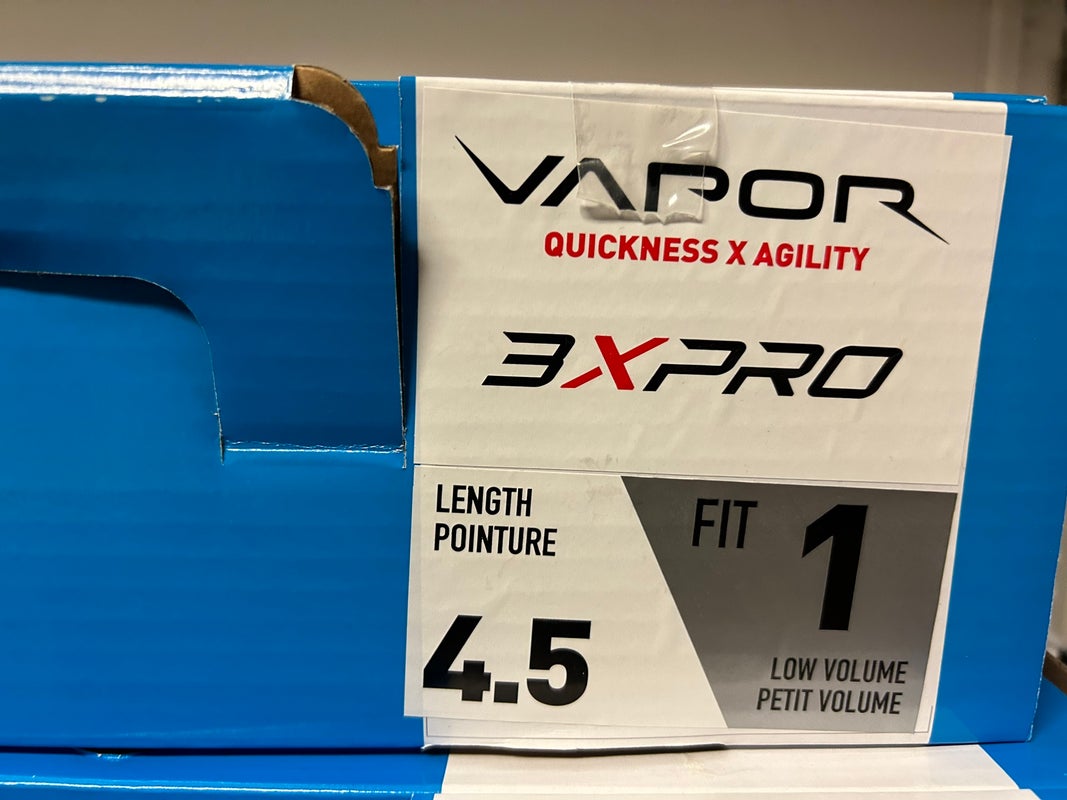 VAPOR
QUICKNESS X AGILITY
3XPRO
LENGTH
POINTURE
4.5
FIT 1
LOW VOLUME
PETIT VOLUME